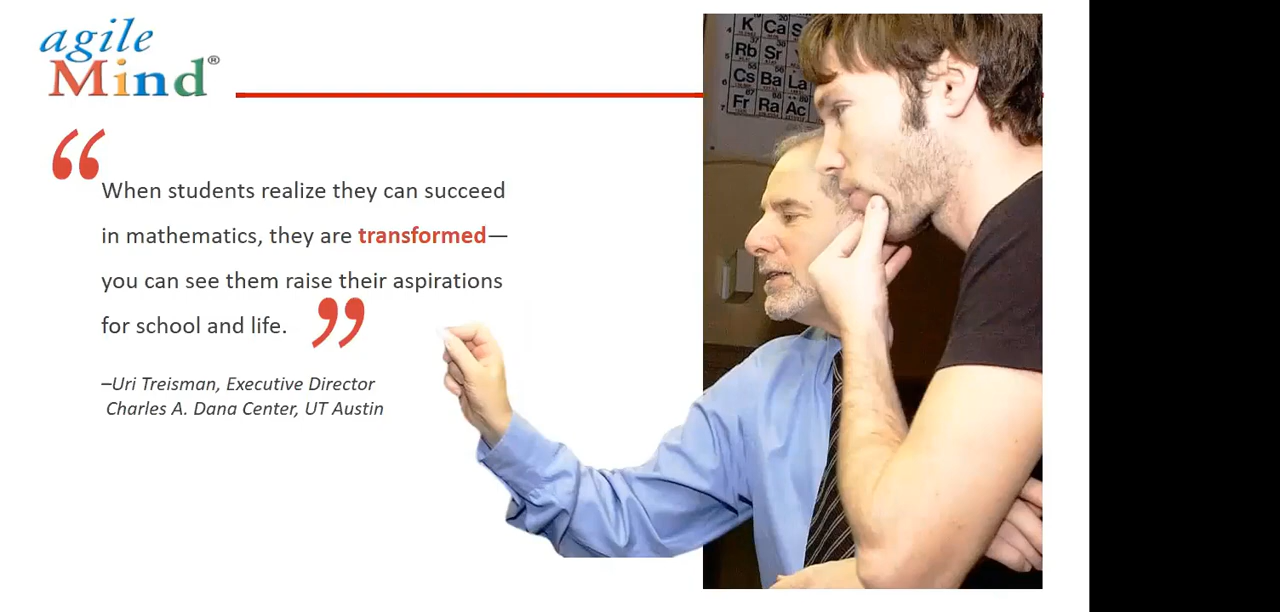 agile
Mind®
“
When students realize they can succeed
in mathematics, they are transformed—
you can see them raise their aspirations
for school and life. ”
–Uri Treisman, Executive Director
Charles A. Dana Center, UT Austin
K Ca
Rb Sr
Cs Ba La
Fr Ra Ac